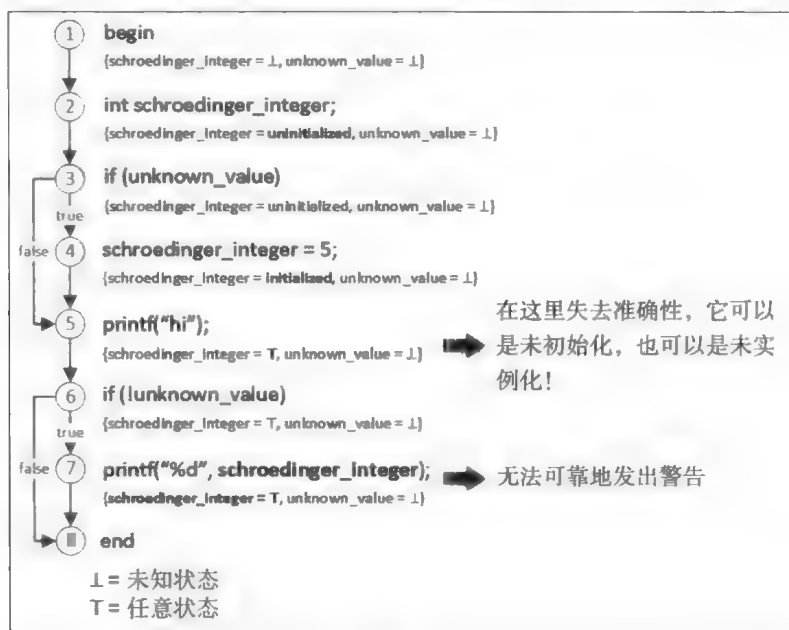 1 begin
{schroedinger_integer = ⊥, unknown_value = ⊥}
2 int schroedinger_integer;
{schroedinger_integer = uninitialized, unknown_value = ⊥}
3 if (unknown_value)
{schroedinger_integer = uninitialized, unknown_value = ⊥}
true
false 4 schroedinger_integer = 5;
{schroedinger_integer = initialized, unknown_value = ⊥}
5 printf("hi");
{schroedinger_integer = T, unknown_value = ⊥}
在这里失去准确性，它可以
是未初始化，也可以是未实
例化！
6 if (!unknown_value)
{schroedinger_integer = T, unknown_value = ⊥}
true
false 7 printf("%d", schroedinger_integer);
{schroedinger_integer = T, unknown_value = ⊥}
无法可靠地发出警告
end
⊥ = 未知状态
T = 任意状态